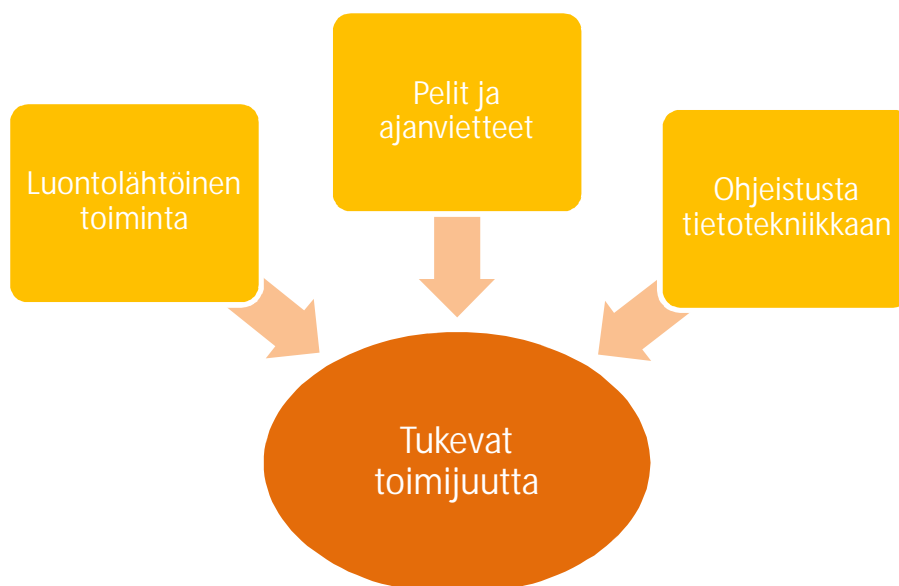 Luontolähtöinen
toiminta
Pelit ja
ajanvietteet
Ohjeistusta
tietotekniikkaan
Tukevat
toimijuutta